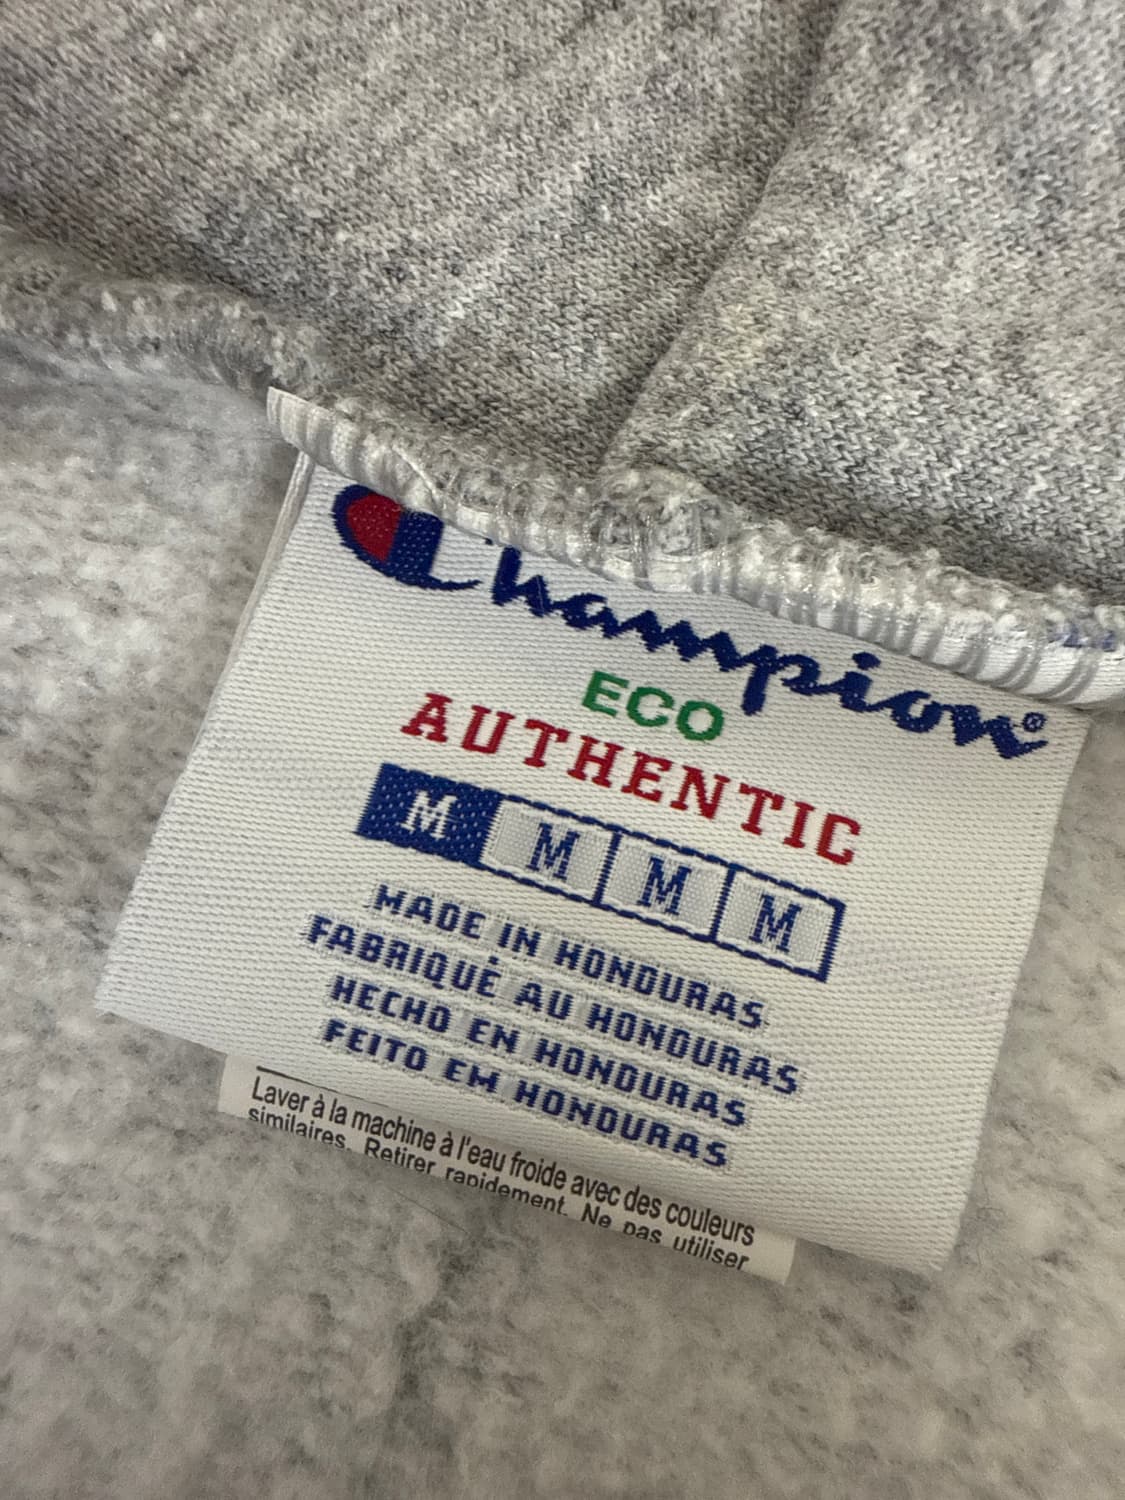 Champion®
ECO
AUTHENTIC
M M M M
MADE IN HONDURAS
FABRIQUÉ AU HONDURAS
HECHO EN HONDURAS
FEITO EM HONDURAS
Laver à la machine à l'eau froide avec des couleurs
similaires. Retirer rapidement. Ne pas utiliser